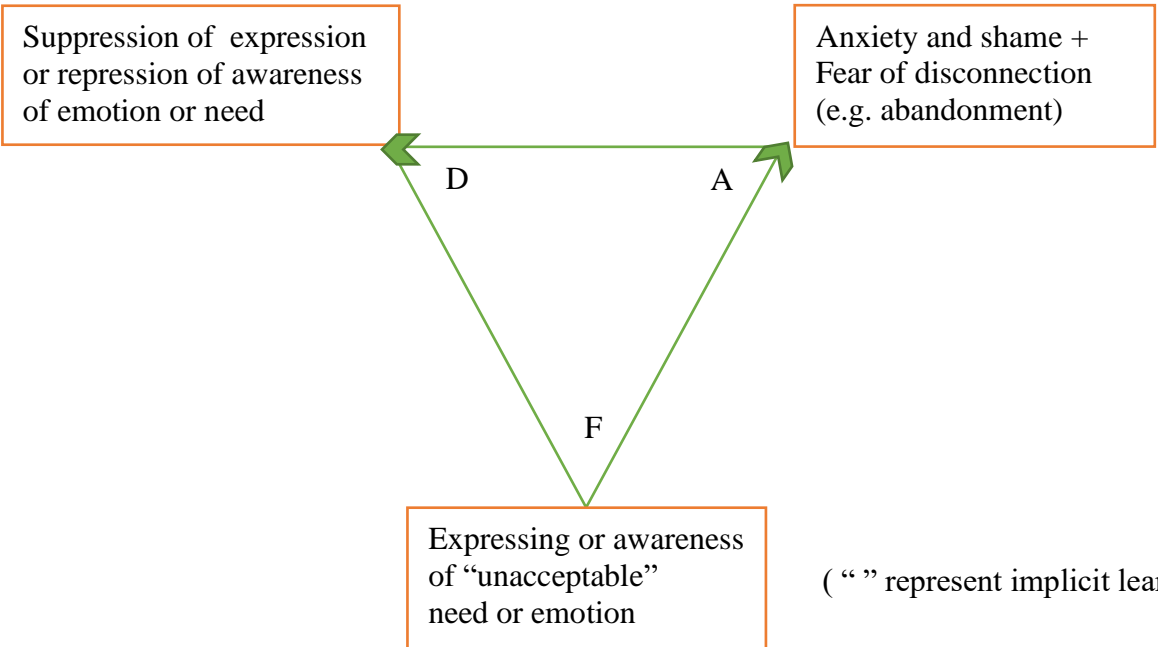 Suppression of expression
or repression of awareness
of emotion or need
Anxiety and shame +
Fear of disconnection
(e.g. abandonment)
D
A
F
Expressing or awareness
of “unacceptable”
need or emotion
( “ ” represent implicit